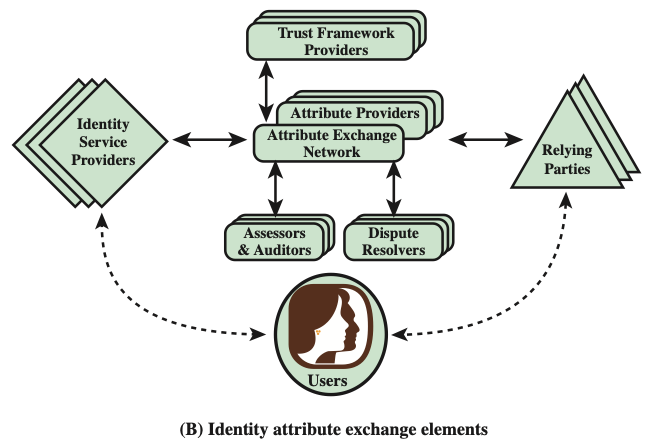 Trust Framework
Providers
Attribute Providers
Identity
Service
Providers
Attribute Exchange
Network
Relying
Parties
Assessors
& Auditors
Dispute
Resolvers
Users
(B) Identity attribute exchange elements